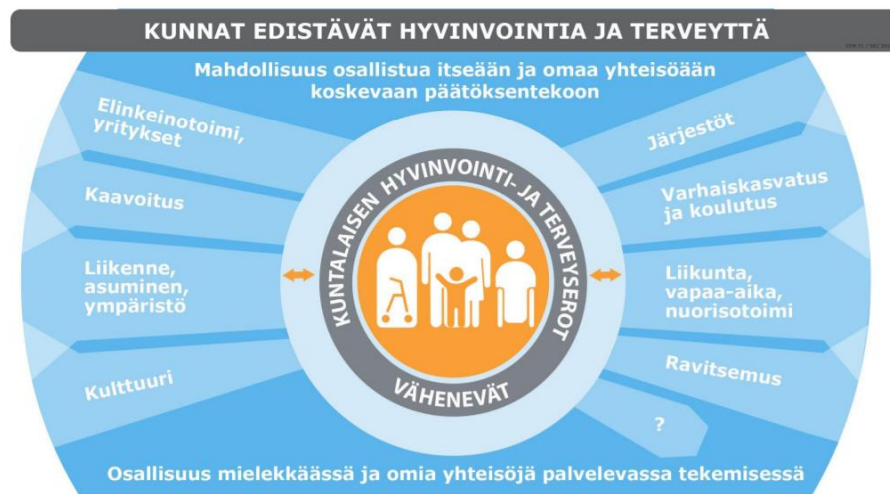 KUNNAT EDISTÄVÄT HYVINVOINTIA JA TERVEYTTÄ
Mahdollisuus osallistua itseään ja omaa yhteisöään
koskevaan päätöksentekoon
Elinkeinotoimi,
yritykset
Kaavoitus
Liikenne,
asuminen,
ympäristö
Kulttuuri
KUNTALAISEN HYVINVOINTI- JA TERVEYSEROT
VÄHENEVÄT
Järjestöt
Varhaiskasvatus
ja koulutus
Liikunta,
vapaa-aika,
nuorisotoimi
Ravitsemus
?
Osallisuus mielekkäässä ja omia yhteisöjä palvelevassa tekemisessä